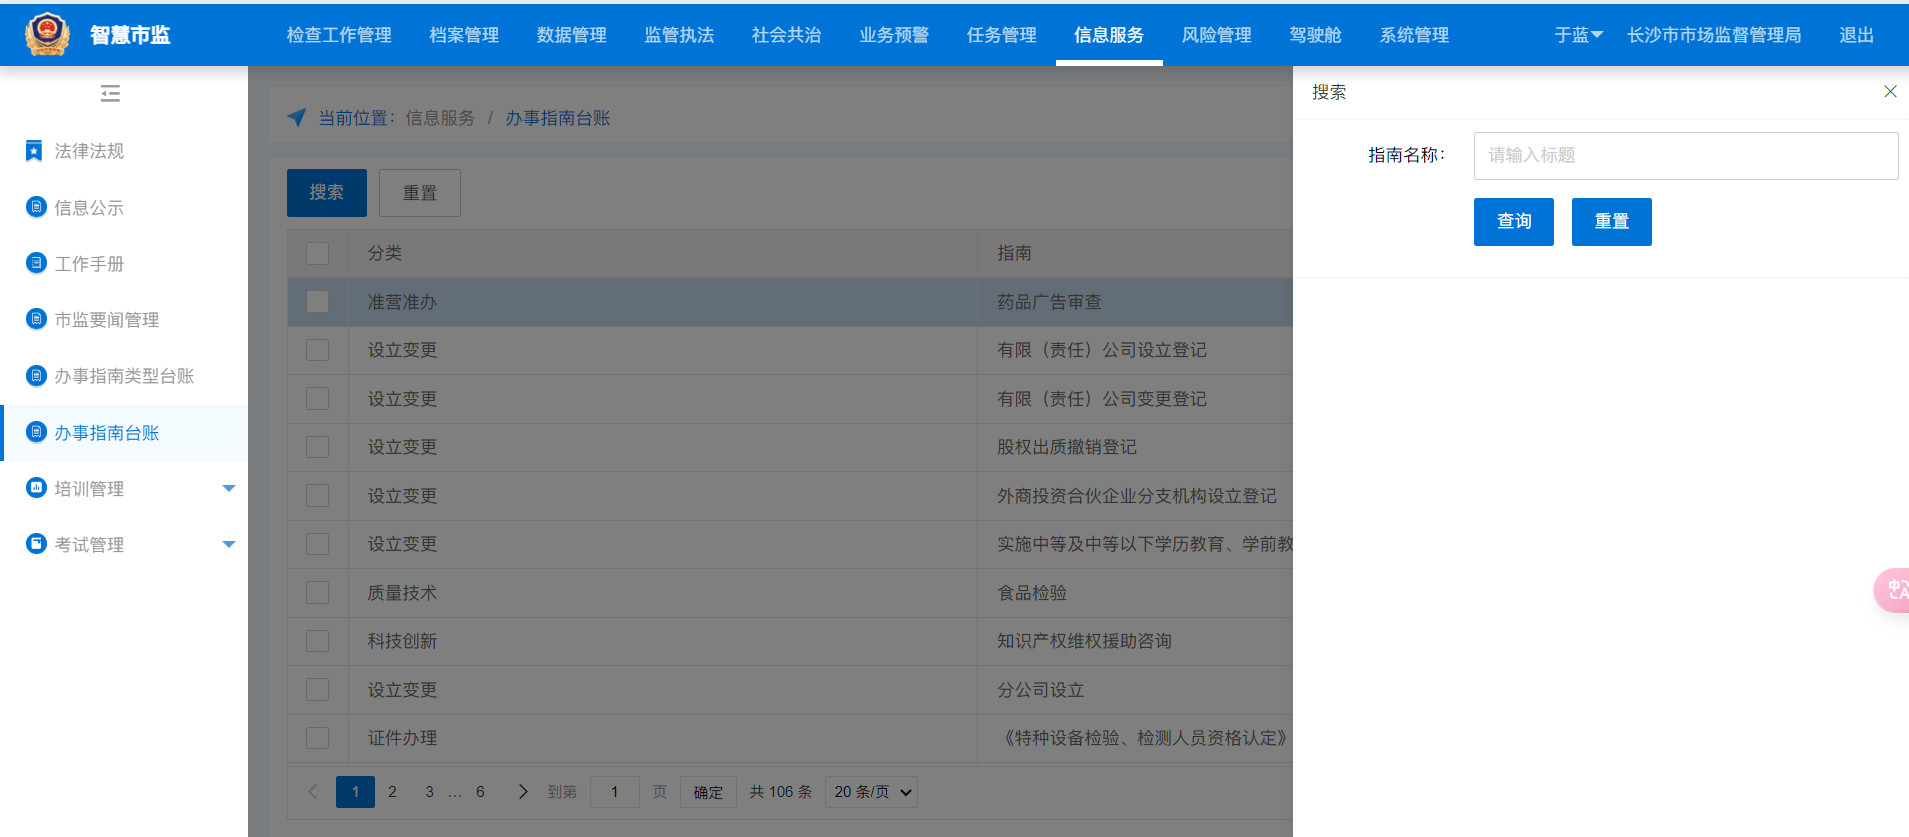 智慧市监
检查工作管理 档案管理 数据管理 监管执法 社会共治 业务预警 任务管理 信息服务 风险管理 驾驶舱 系统管理 于蓝 长沙市市场监督管理局 退出
法律法规
信息公示
工作手册
市监要闻管理
办事指南类型台账
办事指南台账
培训管理
考试管理
当前位置：信息服务 / 办事指南台账
搜索 重置
分类 指南
准营准办 药品广告审查
设立变更 有限（责任）公司设立登记
设立变更 有限（责任）公司变更登记
设立变更 股权出质撤销登记
设立变更 外商投资合伙企业分支机构设立登记
设立变更 实施中等及中等以下学历教育、学前教
质量技术 食品检验
科技创新 知识产权维权援助咨询
设立变更 分公司设立
证件办理 《特种设备检验、检测人员资格认定》
1 2 3 ... 6 到第 1 页 确定 共 106 条 20 条/页
搜索
指南名称： 请输入标题
查询 重置
中A